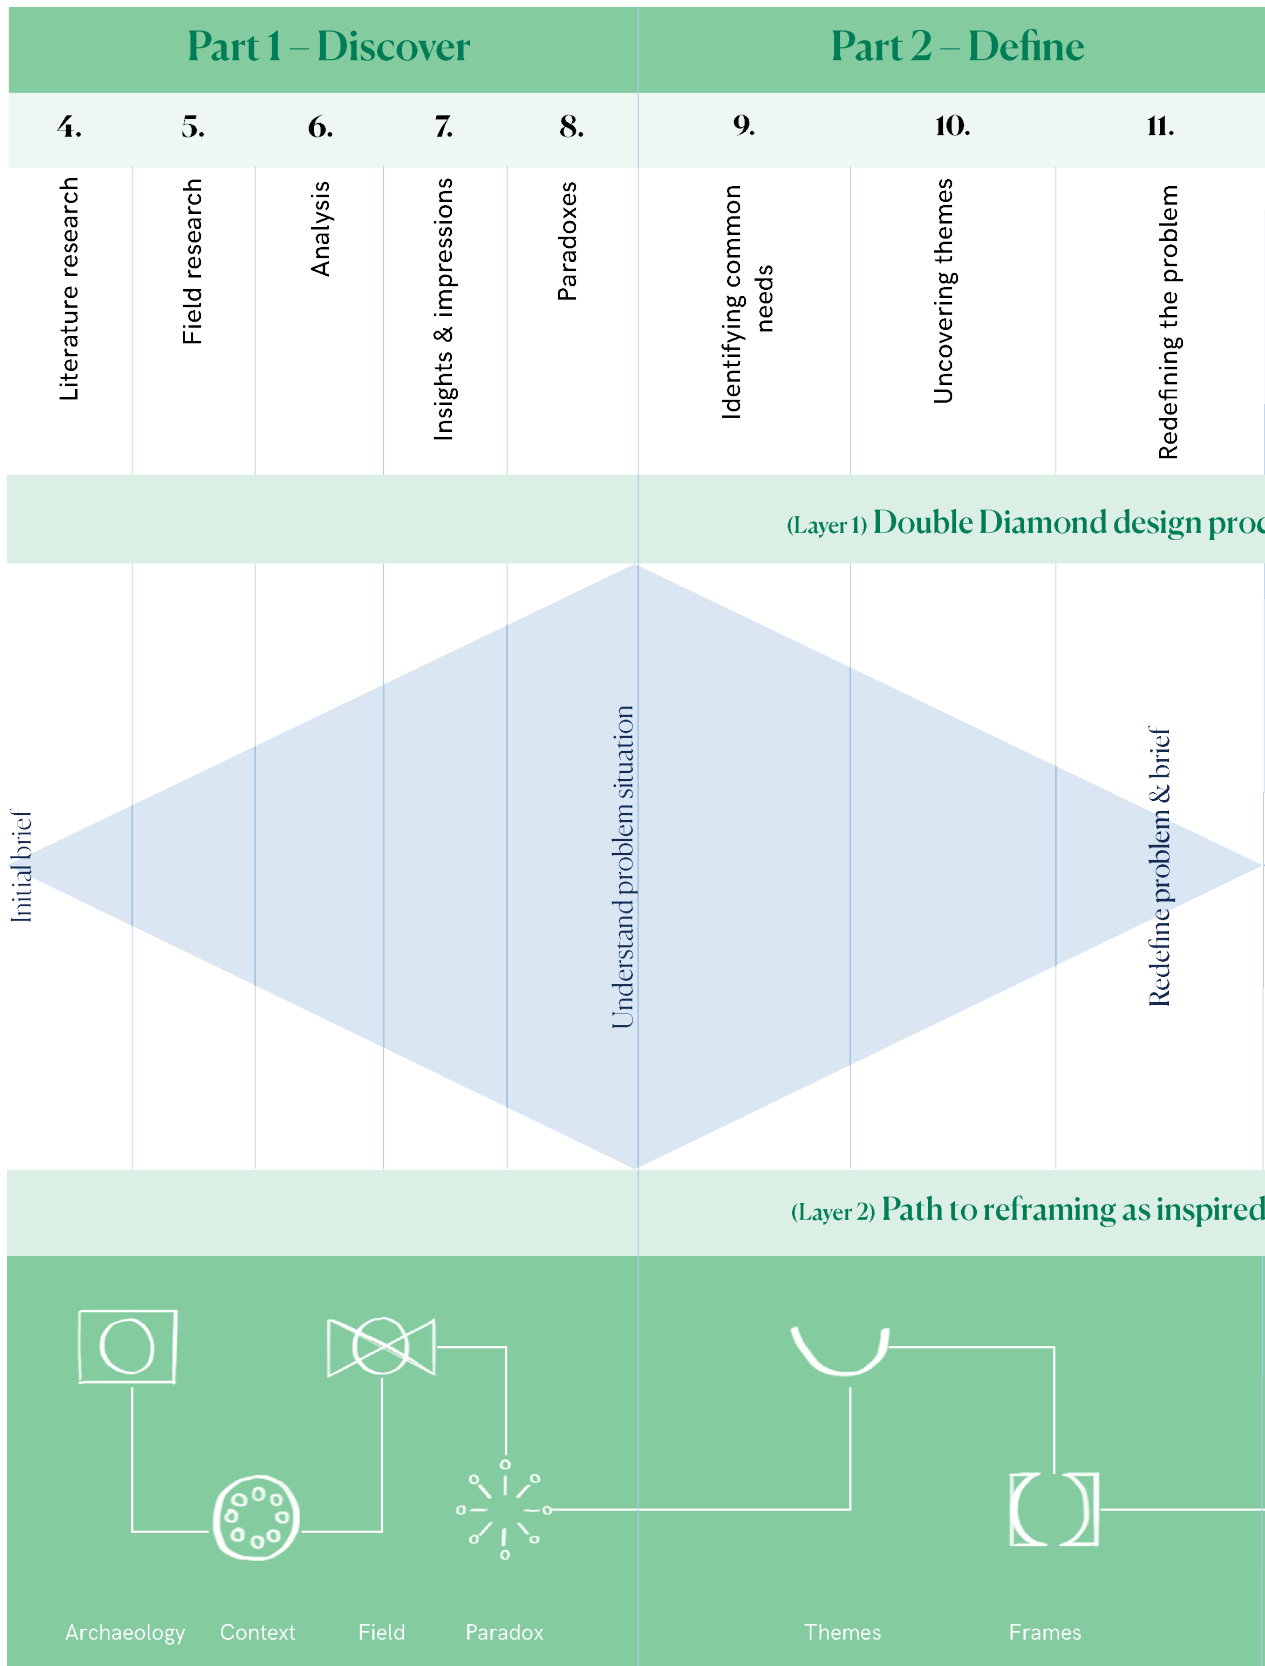 Part 1 – Discover
Part 2 – Define
4.
5.
6.
7.
8.
9.
10.
11.
Literature research
Field research
Analysis
Insights & impressions
Paradoxes
Identifying common
needs
Uncovering themes
Redefining the problem
(Layer 1) Double Diamond design proc
Initial brief
Understand problem situation
Redefine problem & brief
(Layer 2) Path to reframing as inspired
Archaeology
Context
Field
Paradox
Themes
Frames